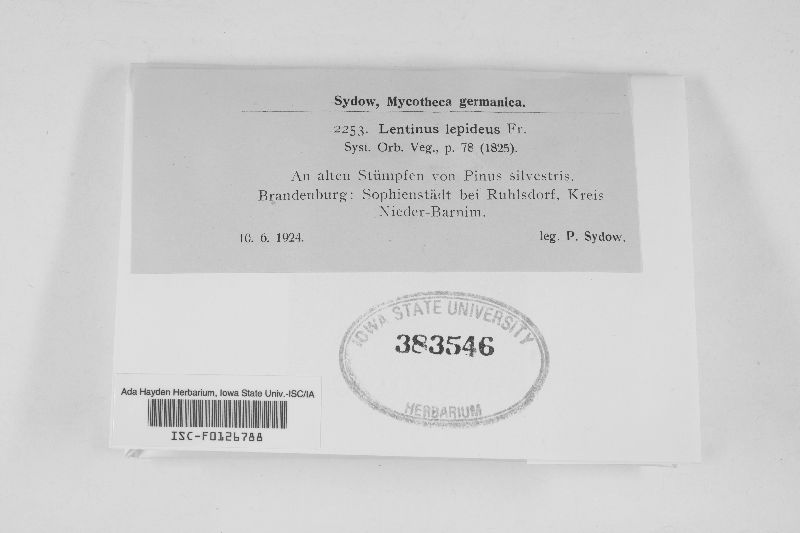 Sydow, Mycotheca germanica.
2253. Lentinus lepideus Fr.
Syst. Orb. Veg., p. 78 (1825).
An alten Stümpfen von Pinus silvestris.
Brandenburg: Sophienstädt bei Ruhlsdorf, Kreis
Nieder-Barnim.
10. 6. 1924. leg. P. Sydow.
IOWA STATE UNIVERSITY
383546
HERBARIUM
Ada Hayden Herbarium, Iowa State Univ.-ISC/IA
ISC-F0126788